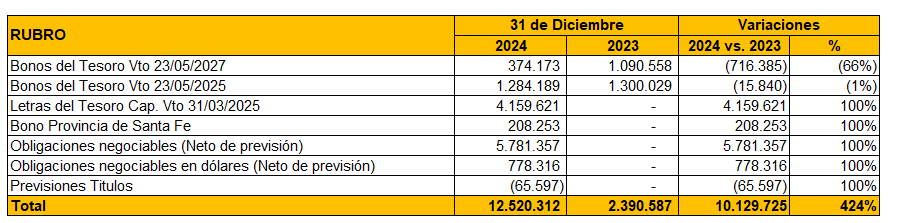 RUBRO 31 de Diciembre Variaciones
2024 2023 2024 vs. 2023 %
Bonos del Tesoro Vto 23/05/2027 374.173 1.090.558 (716.385) (66%)
Bonos del Tesoro Vto 23/05/2025 1.284.189 1.300.029 (15.840) (1%)
Letras del Tesoro Cap. Vto 31/03/2025 4.159.621 - 4.159.621 100%
Bono Provincia de Santa Fe 208.253 - 208.253 100%
Obligaciones negociables (Neto de previsión) 5.781.357 - 5.781.357 100%
Obligaciones negociables en dólares (Neto de previsión) 778.316 - 778.316 100%
Previsiones Titulos (65.597) - (65.597) 100%
Total 12.520.312 2.390.587 10.129.725 424%